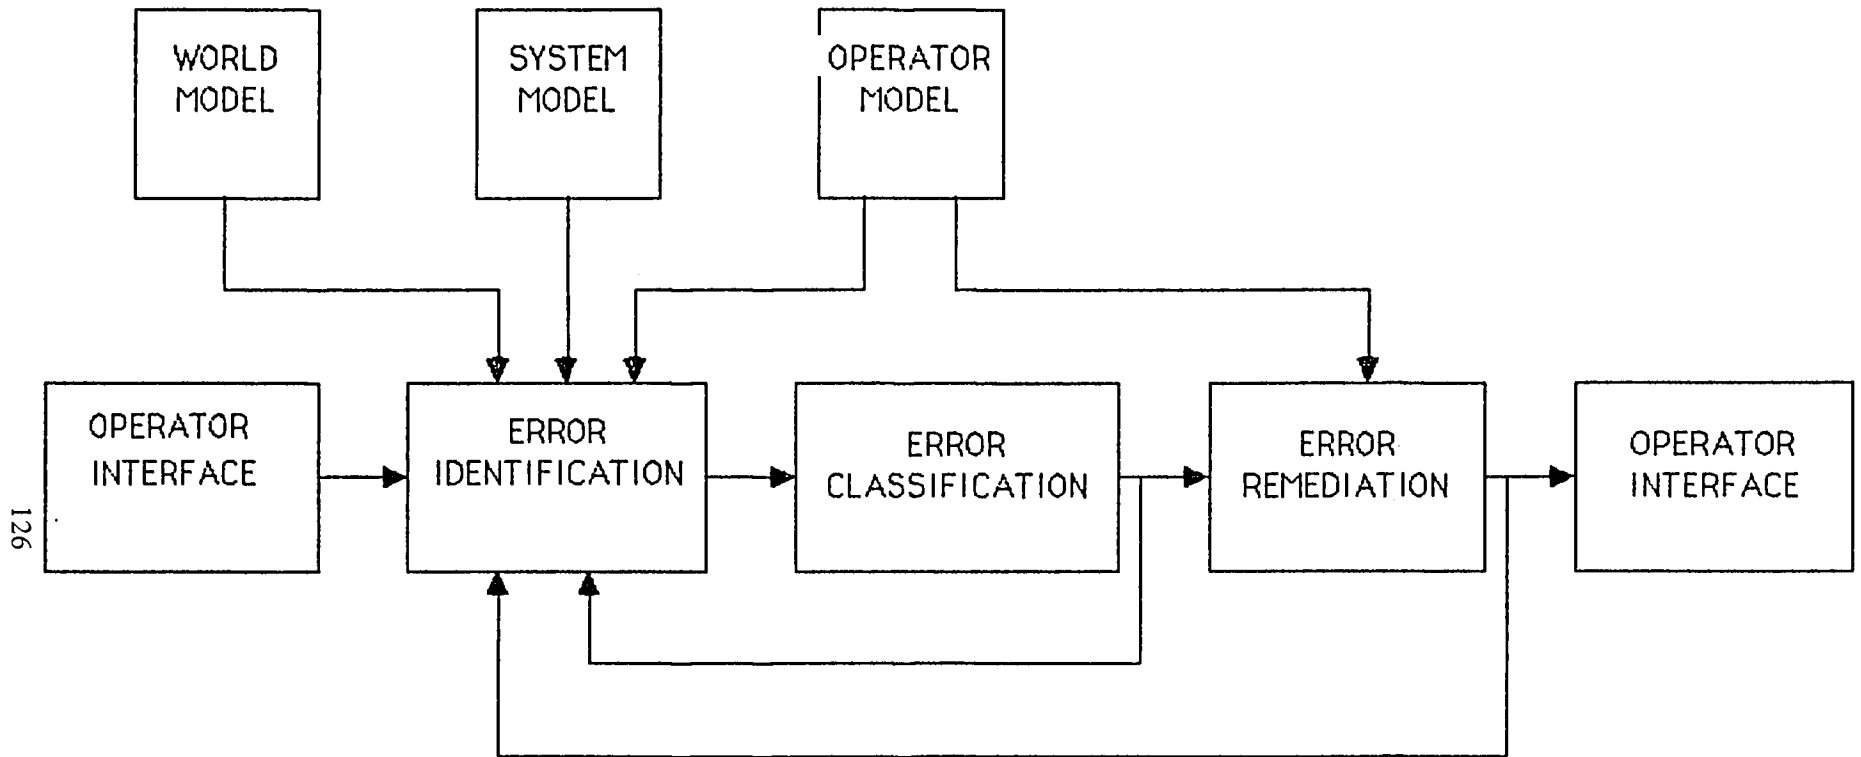 WORLD
MODEL
SYSTEM
MODEL
OPERATOR
MODEL
OPERATOR
INTERFACE
ERROR
IDENTIFICATION
ERROR
CLASSIFICATION
ERROR
REMEDIATION
OPERATOR
INTERFACE
126